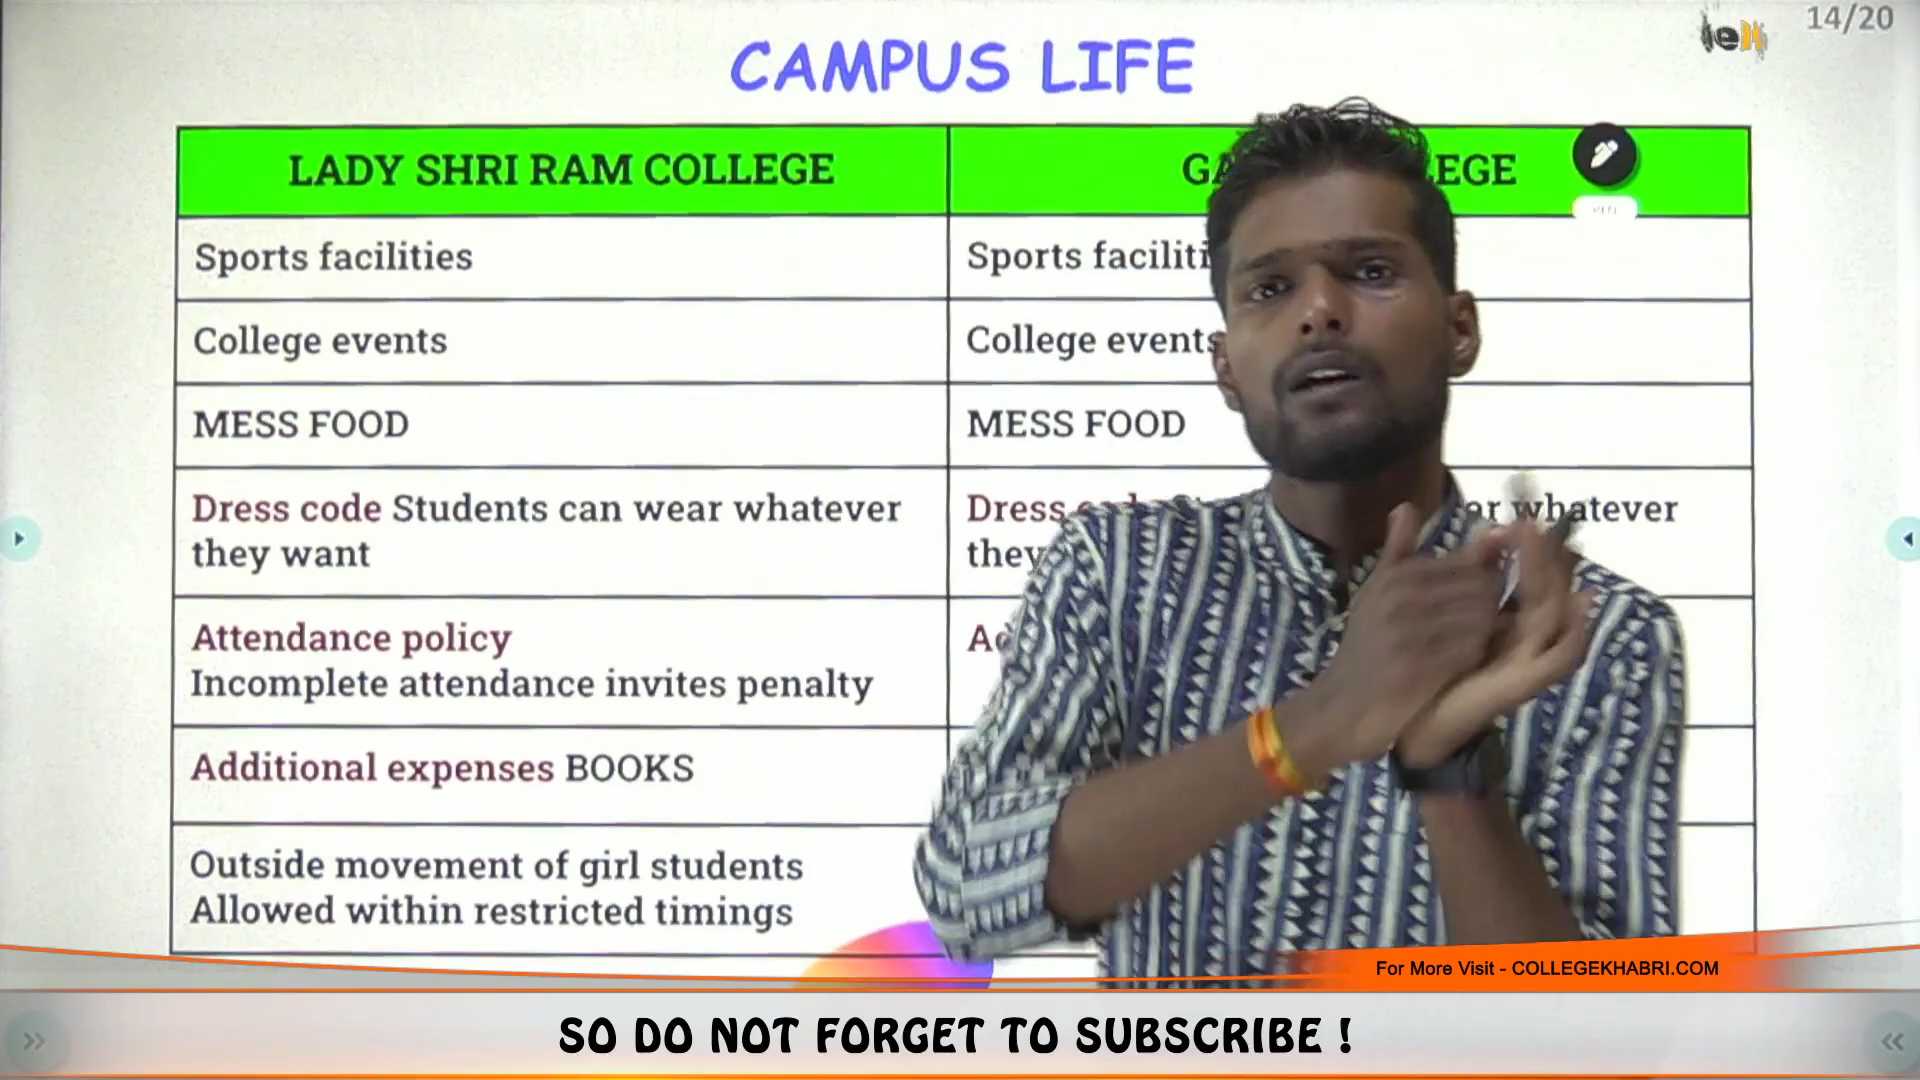 14/20
CAMPUS LIFE
LADY SHRI RAM COLLEGE
Sports facilities
Sports
College events
College events
MESS FOOD
MESS FOOD
Dress code Students can wear whatever
they want
Dress whatever
Attendance policy
Incomplete attendance invites penalty
Additional expenses BOOKS
Outside movement of girl students
Allowed within restricted timings
For More Visit - COLLEGEKHABRI.COM
SO DO NOT FORGET TO SUBSCRIBE !